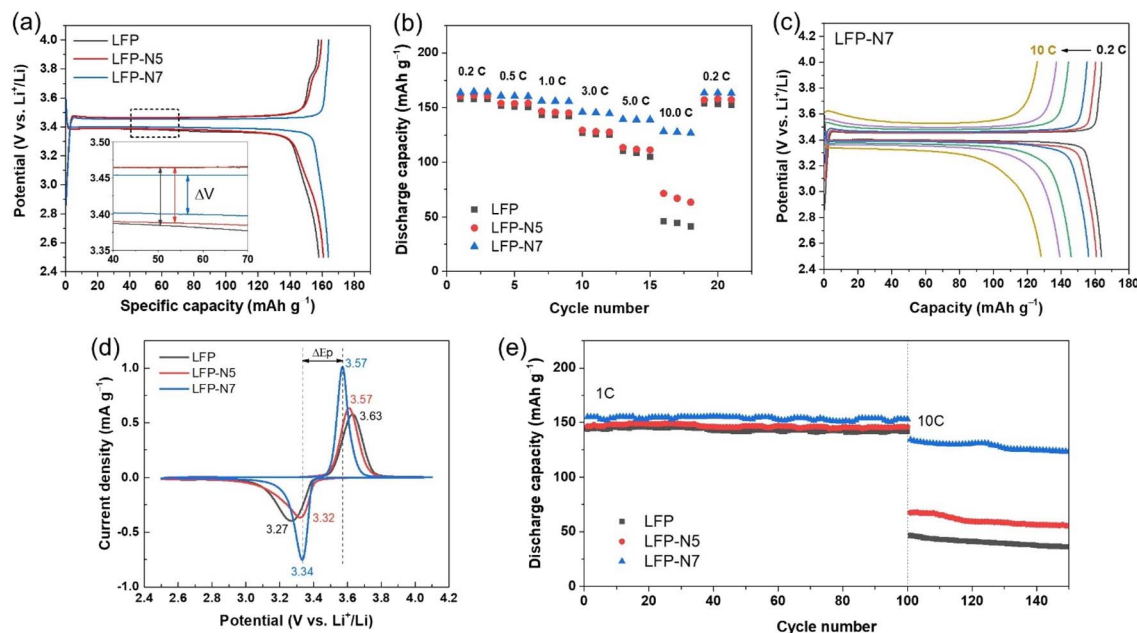 (a)
LFP
LFP-N5
LFP-N7
ΔV
3.50
3.45
3.40
3.35
40 50 60 70
4.0
3.8
3.6
3.4
3.2
3.0
2.8
2.6
2.4
0 20 40 60 80 100 120 140 160 180
Potential (V vs. Li⁺/Li)
Specific capacity (mAh g⁻¹)
(b)
0.2 C 0.5 C 1.0 C 3.0 C 5.0 C 10.0 C 0.2 C
LFP
LFP-N5
LFP-N7
200
150
100
50
0
0 5 10 15 20
Discharge capacity (mAh g⁻¹)
Cycle number
(c)
LFP-N7
10 C 0.2 C
4.2
4.0
3.8
3.6
3.4
3.2
3.0
2.8
2.6
2.4
0 20 40 60 80 100 120 140 160 180
Potential (V vs. Li⁺/Li)
Capacity (mAh g⁻¹)
(d)
LFP
LFP-N5
LFP-N7
ΔEp
3.57
3.57
3.63
3.32
3.27
3.34
1.0
0.5
0.0
-0.5
-1.0
2.4 2.6 2.8 3.0 3.2 3.4 3.6 3.8 4.0 4.2
Current density (mA g⁻¹)
Potential (V vs. Li⁺/Li)
(e)
1C
10C
LFP
LFP-N5
LFP-N7
200
150
100
50
0
0 20 40 60 80 100 120 140
Discharge capacity (mAh g⁻¹)
Cycle number